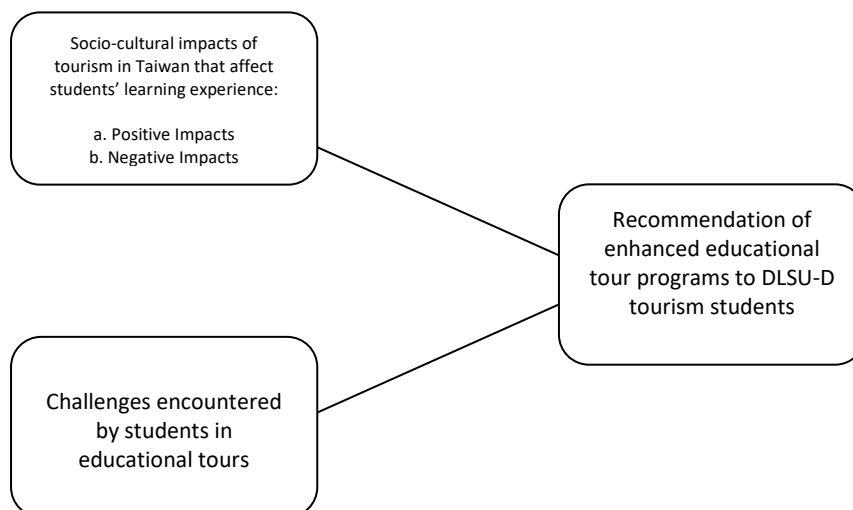 Socio-cultural impacts of
tourism in Taiwan that affect
students’ learning experience:
a. Positive Impacts
b. Negative Impacts
Recommendation of
enhanced educational
tour programs to DLSU-D
tourism students
Challenges encountered
by students in
educational tours